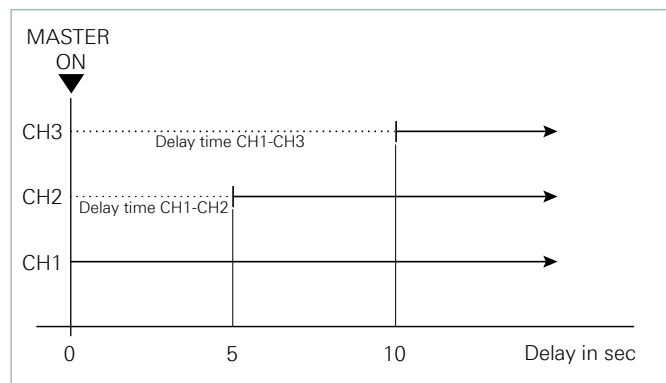 MASTER
ON
CH3
Delay time CH1-CH3
CH2
Delay time CH1-CH2
CH1
0 5 10 Delay in sec